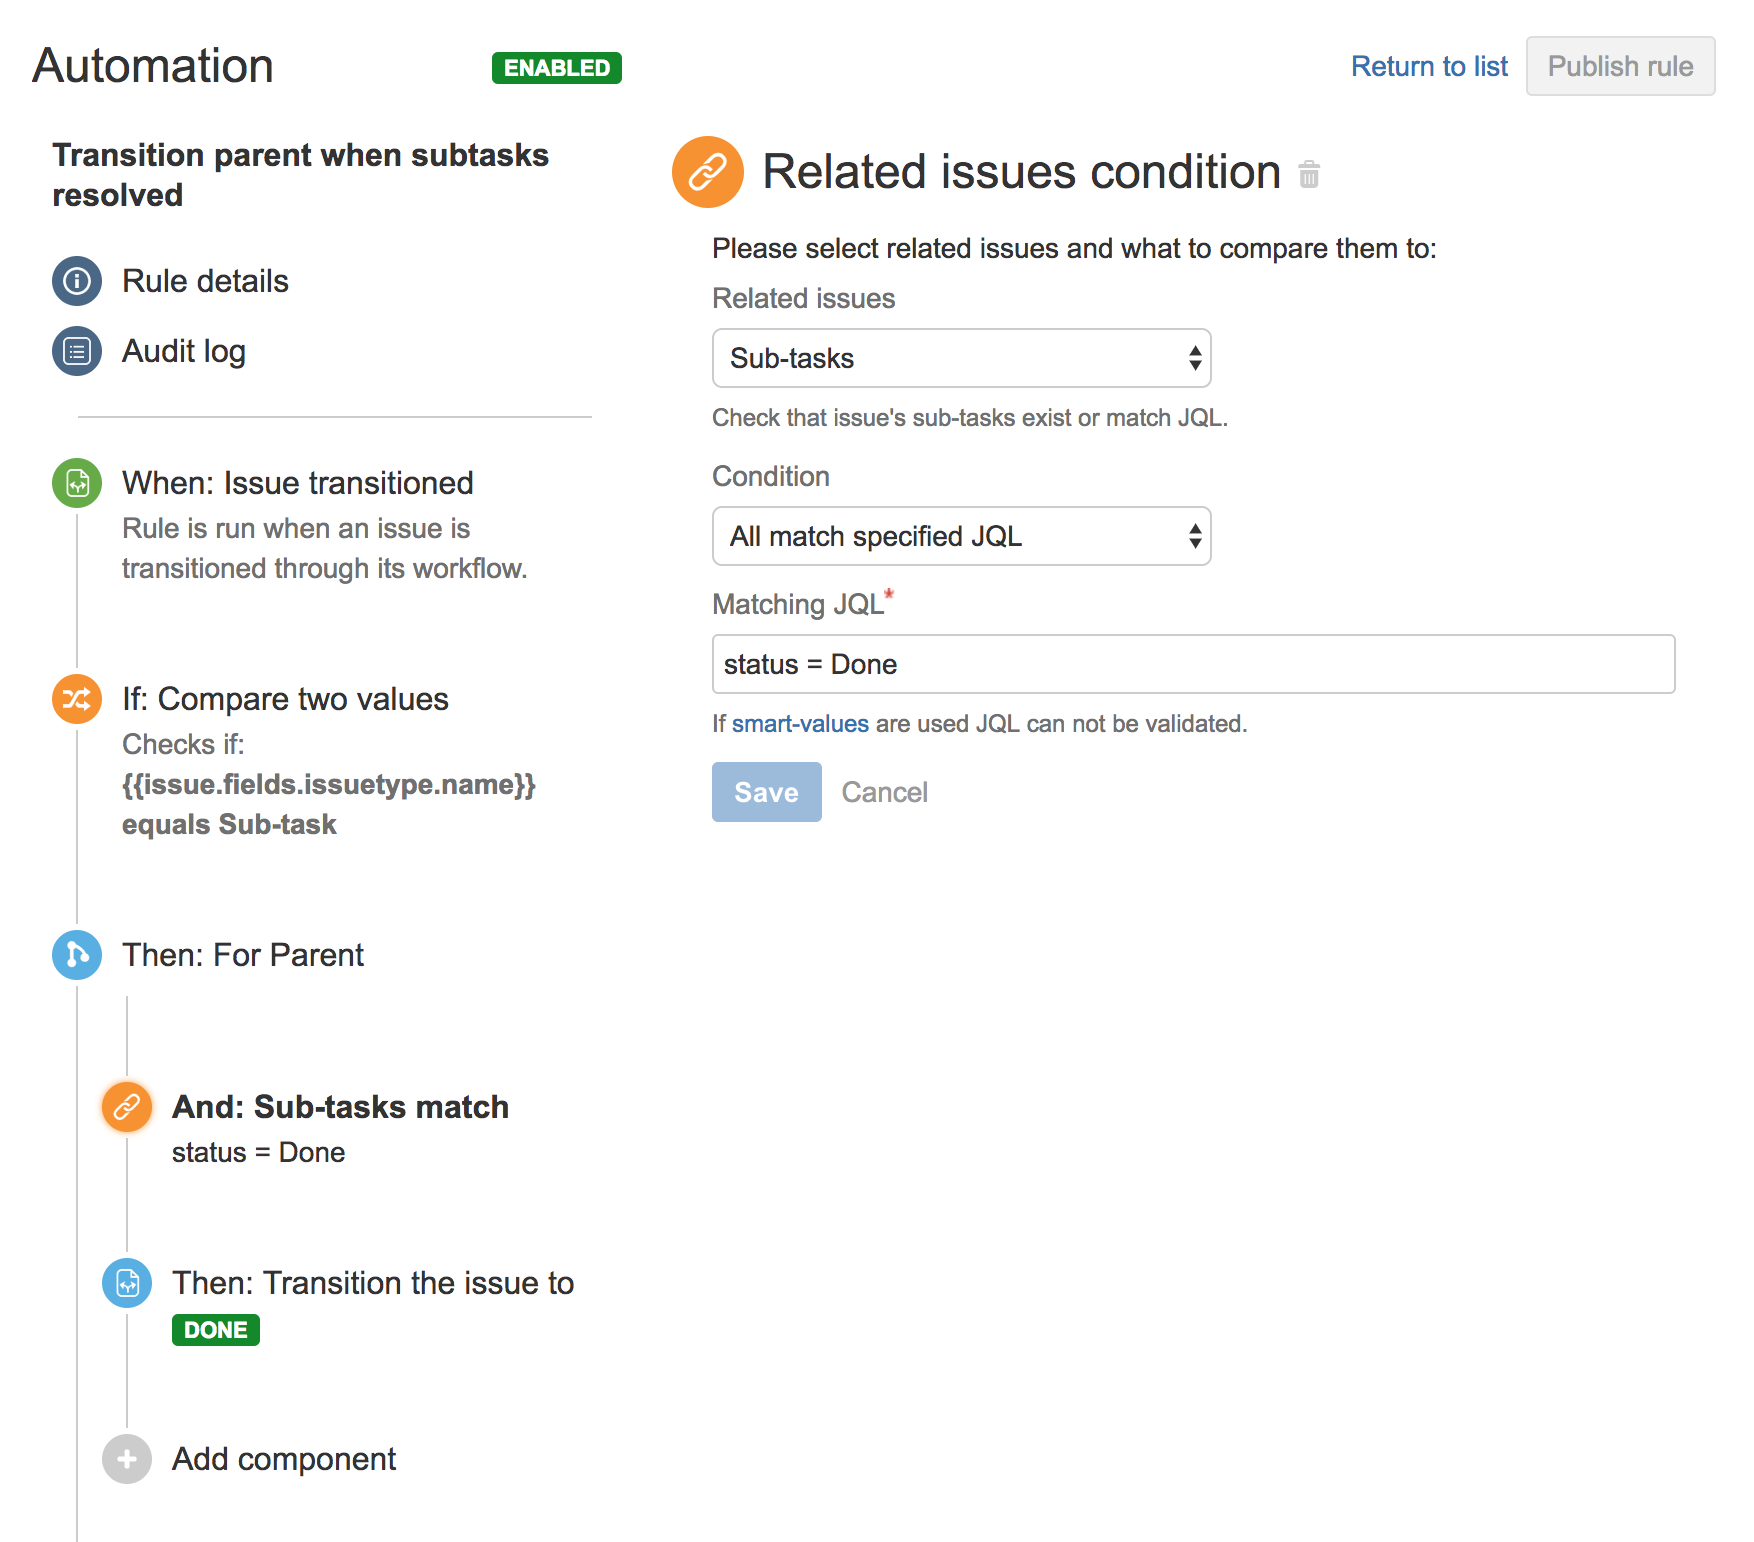 Automation
ENABLED
Return to list
Publish rule
Transition parent when subtasks
resolved
Rule details
Audit log
When: Issue transitioned
Rule is run when an issue is
transitioned through its workflow.
If: Compare two values
Checks if:
{{issue.fields.issuetype.name}}
equals Sub-task
Then: For Parent
And: Sub-tasks match
status = Done
Then: Transition the issue to
DONE
Add component
Related issues condition
Please select related issues and what to compare them to:
Related issues
Sub-tasks
Check that issue's sub-tasks exist or match JQL.
Condition
All match specified JQL
Matching JQL*
status = Done
If smart-values are used JQL can not be validated.
Save
Cancel